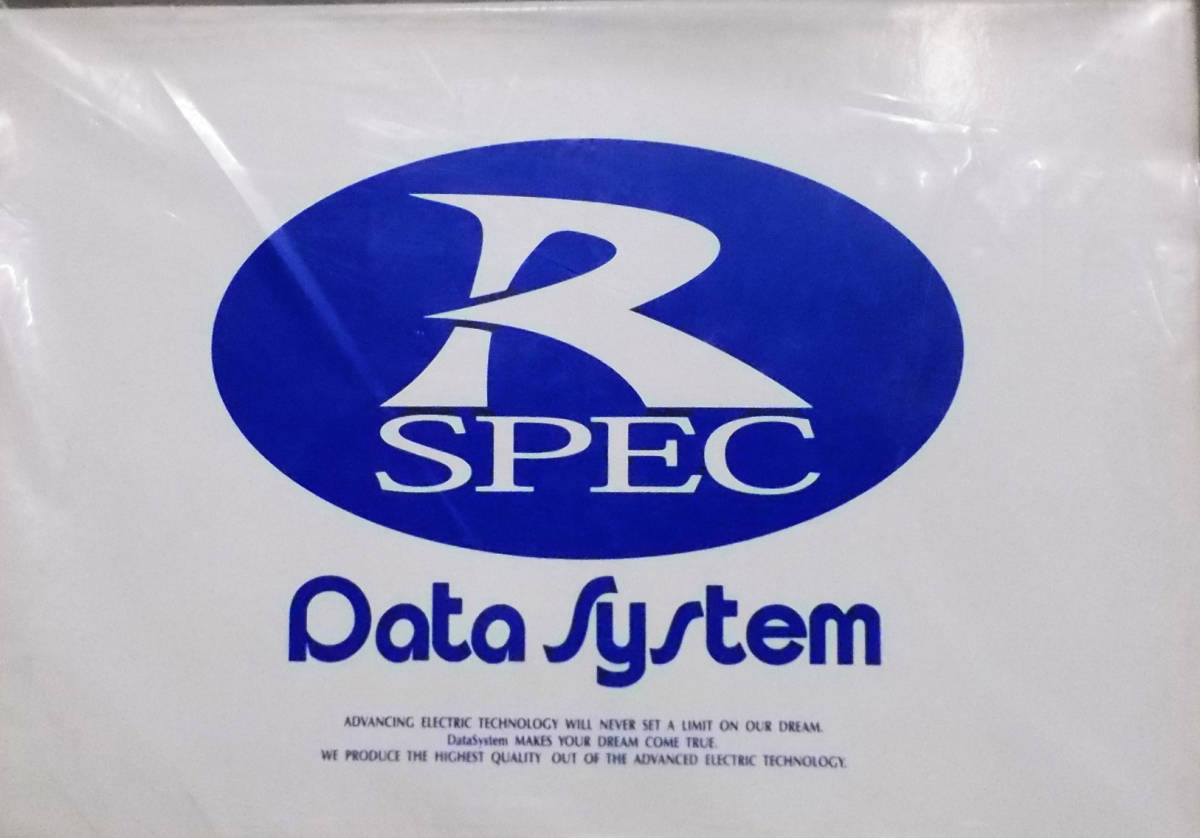 R
SPEC
Data System
ADVANCING ELECTRIC TECHNOLOGY WILL NEVER SET A LIMIT ON OUR DREAM.
DataSystem MAKES YOUR DREAM COME TRUE.
WE PRODUCE THE HIGHEST QUALITY OUT OF THE ADVANCED ELECTRIC TECHNOLOGY.